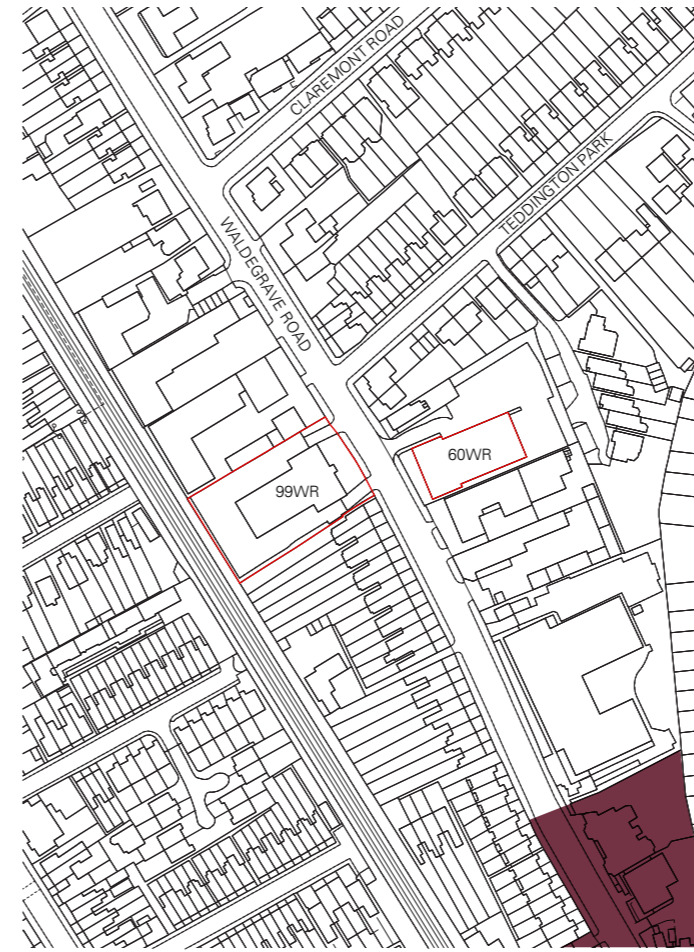 CLAREMONT ROAD
TEDDINGTON PARK
WALDEGRAVE ROAD
60WR
99WR